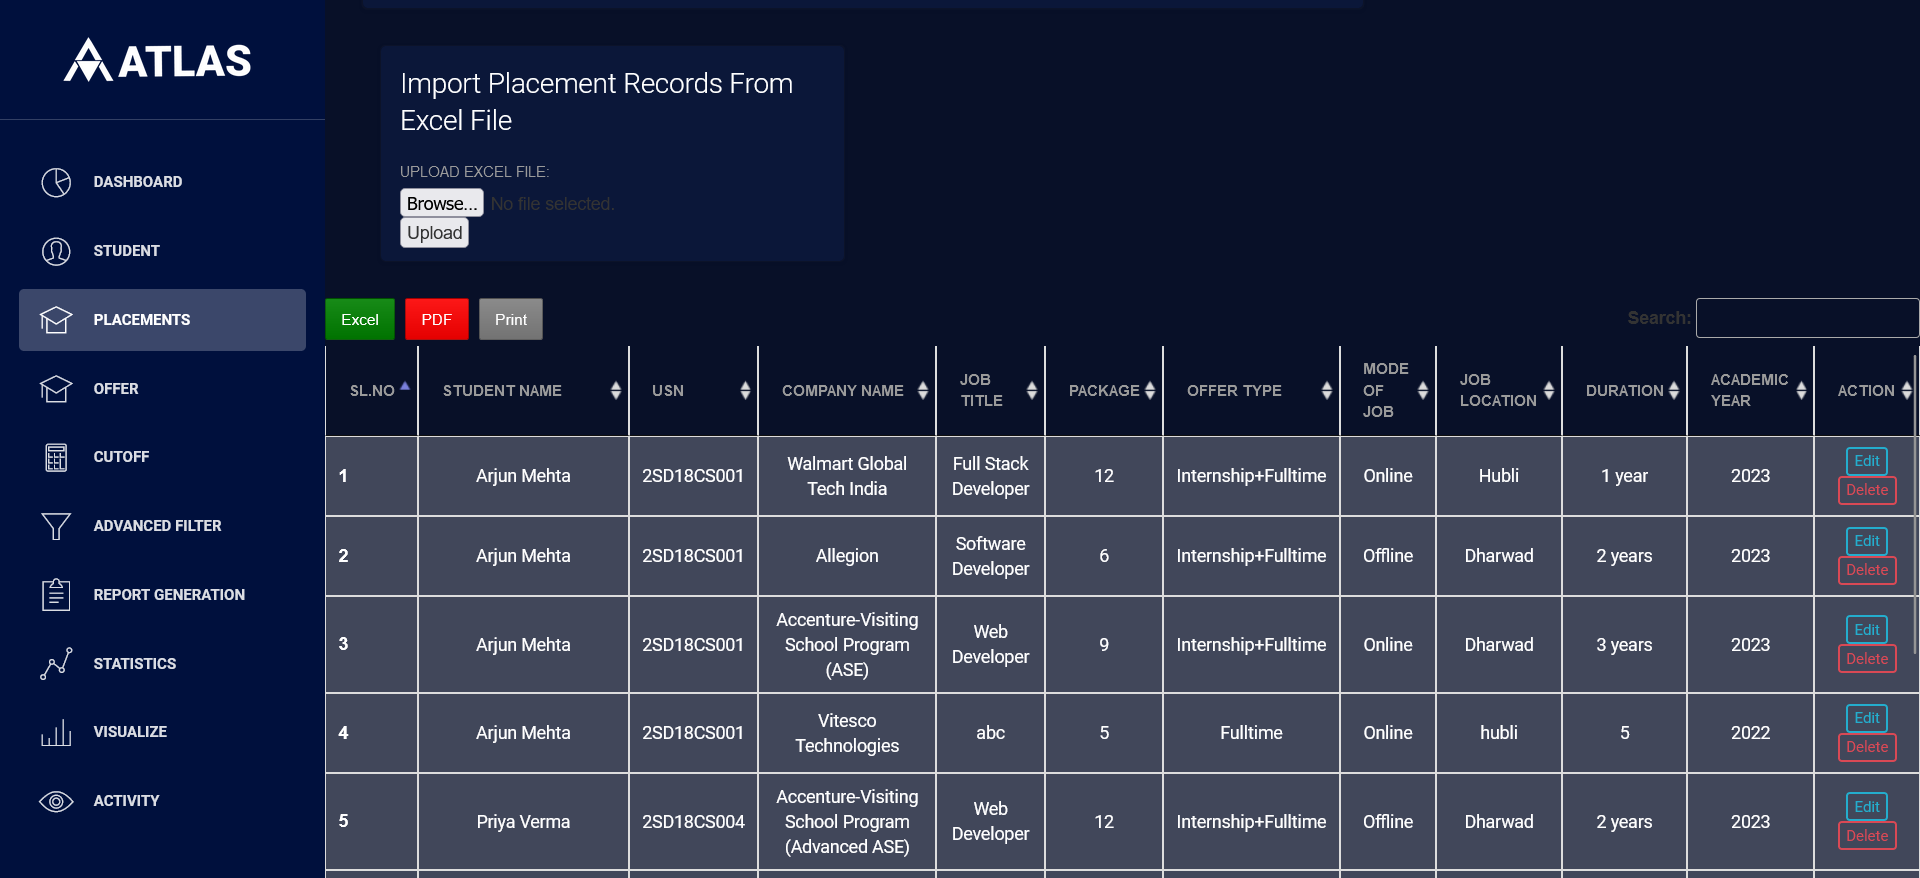 ATLAS
DASHBOARD
STUDENT
PLACEMENTS
OFFER
CUTOFF
ADVANCED FILTER
REPORT GENERATION
STATISTICS
VISUALIZE
ACTIVITY
Import Placement Records From
Excel File
UPLOAD EXCEL FILE:
Browse... No file selected.
Upload
Excel PDF Print Search:
SL.NO STUDENT NAME USN COMPANY NAME JOB TITLE PACKAGE OFFER TYPE MODE OF JOB JOB LOCATION DURATION ACADEMIC YEAR ACTION
1 Arjun Mehta 2SD18CS001 Walmart Global Tech India Full Stack Developer 12 Internship+Fulltime Online Hubli 1 year 2023 Edit Delete
2 Arjun Mehta 2SD18CS001 Allegion Software Developer 6 Internship+Fulltime Offline Dharwad 2 years 2023 Edit Delete
3 Arjun Mehta 2SD18CS001 Accenture-Visiting School Program (ASE) Web Developer 9 Internship+Fulltime Online Dharwad 3 years 2023 Edit Delete
4 Arjun Mehta 2SD18CS001 Vitesco Technologies abc 5 Fulltime Online hubli 5 2022 Edit Delete
5 Priya Verma 2SD18CS004 Accenture-Visiting School Program (Advanced ASE) Web Developer 12 Internship+Fulltime Offline Dharwad 2 years 2023 Edit Delete